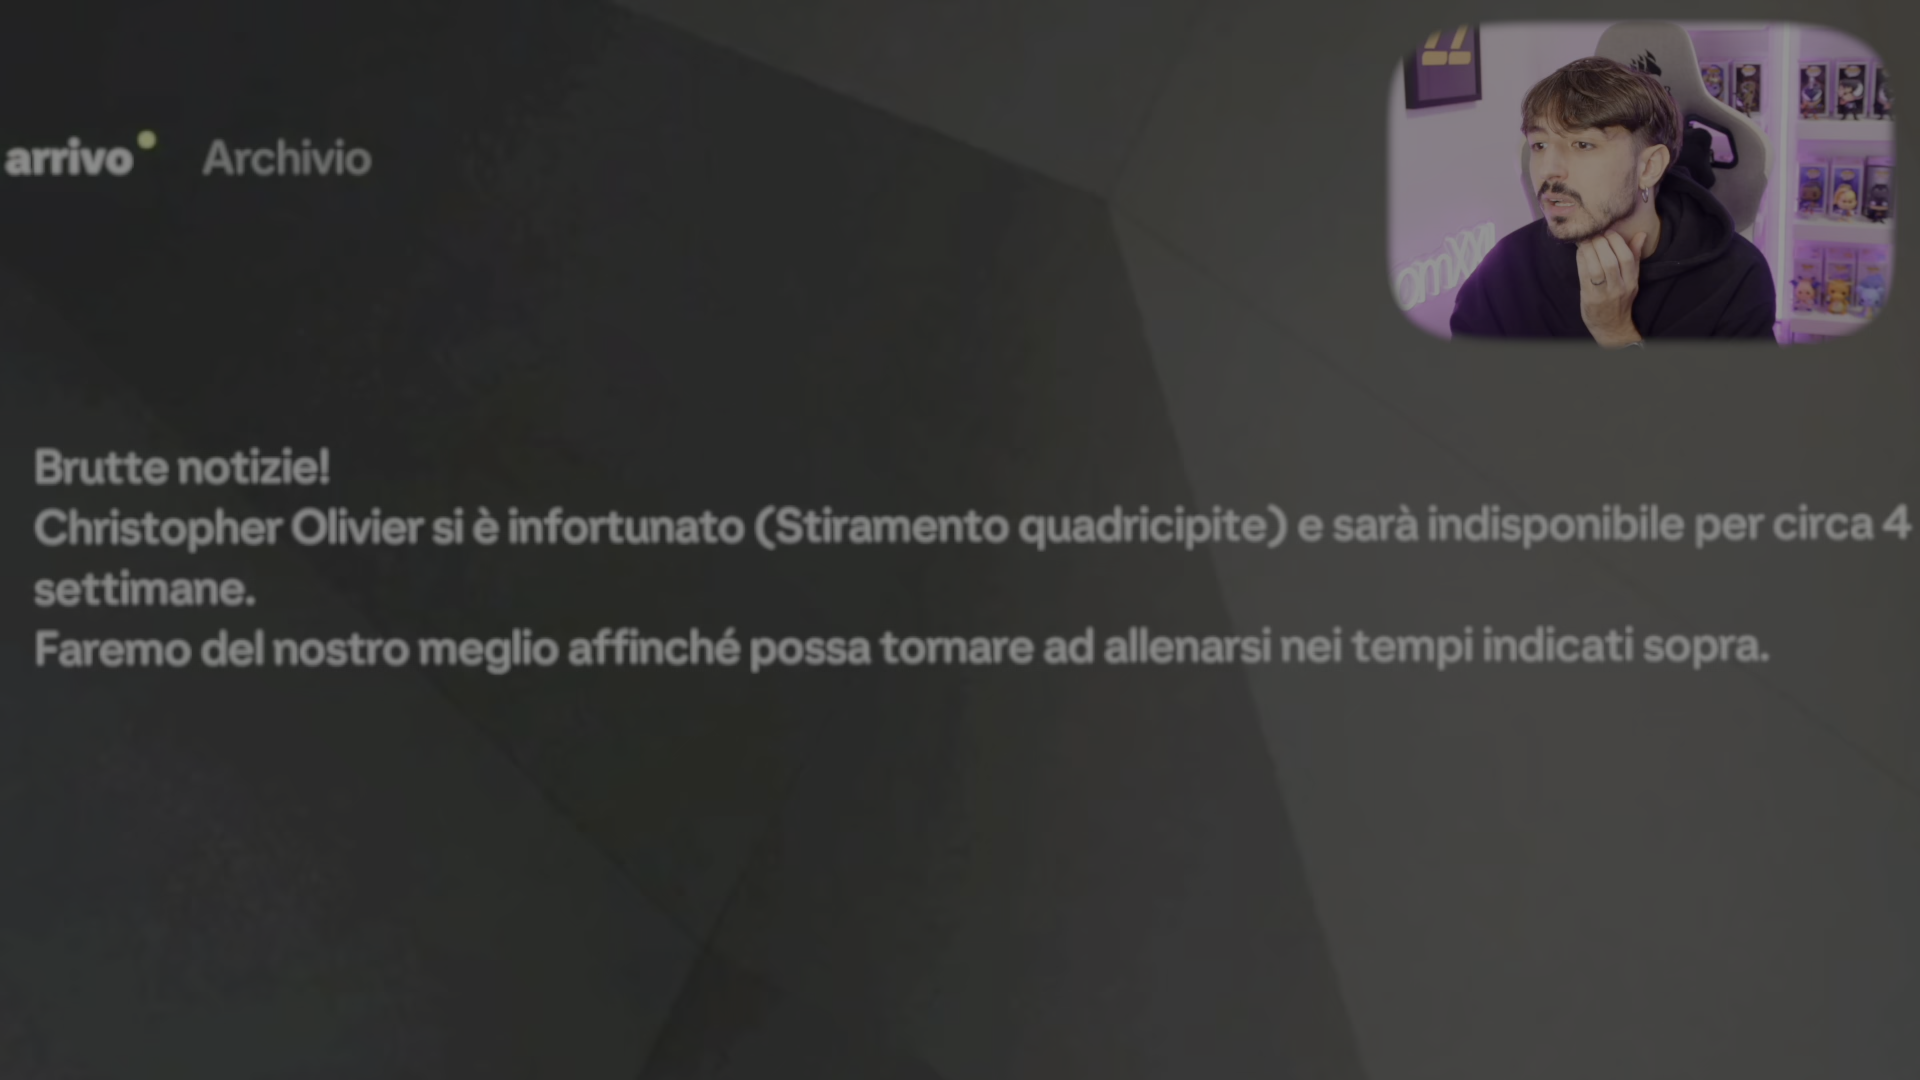 arrivo Archivio
Brutte notizie!
Christopher Olivier si è infortunato (Stiramento quadricipite) e sarà indisponibile per circa 4
settimane.
Faremo del nostro meglio affinché possa tornare ad allenarsi nei tempi indicati sopra.